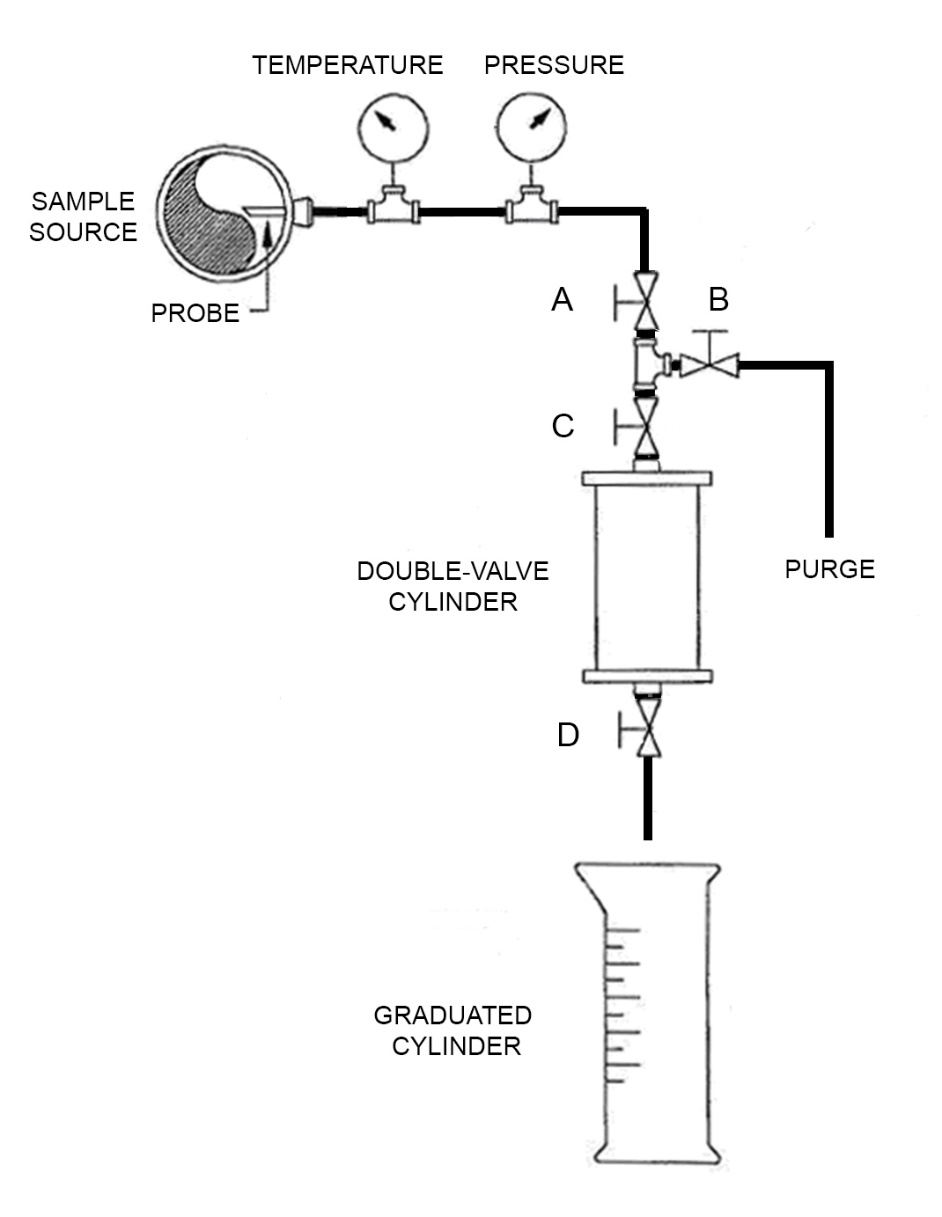 TEMPERATURE
PRESSURE
SAMPLE
SOURCE
PROBE
A
B
C
DOUBLE-VALVE
CYLINDER
PURGE
D
GRADUATED
CYLINDER